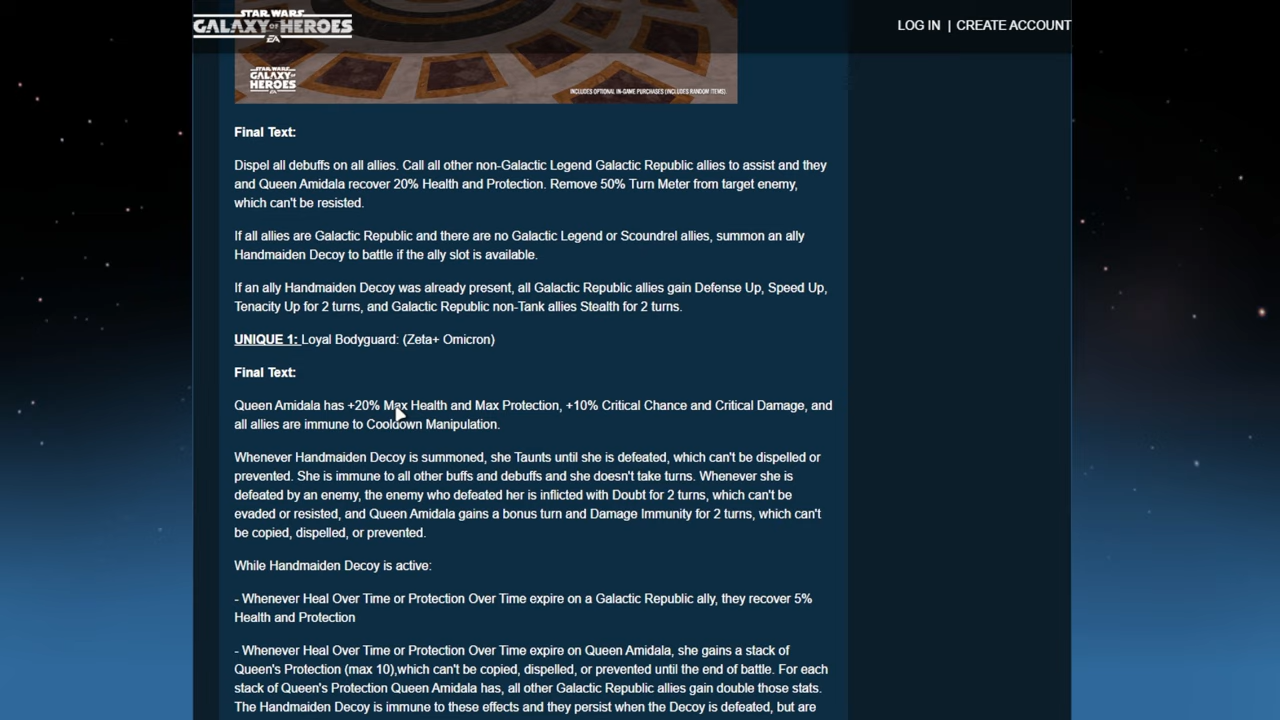 STAR WARS
GALAXY OF HEROES
EA
LOG IN | CREATE ACCOUNT
STAR WARS
GALAXY OF
HEROES
EA
INCLUDES OPTIONAL IN-GAME PURCHASES (INCLUDES RANDOM ITEMS).
Final Text:
Dispel all debuffs on all allies. Call all other non-Galactic Legend Galactic Republic allies to assist and they
and Queen Amidala recover 20% Health and Protection. Remove 50% Turn Meter from target enemy,
which can't be resisted.
If all allies are Galactic Republic and there are no Galactic Legend or Scoundrel allies, summon an ally
Handmaiden Decoy to battle if the ally slot is available.
If an ally Handmaiden Decoy was already present, all Galactic Republic allies gain Defense Up, Speed Up,
Tenacity Up for 2 turns, and Galactic Republic non-Tank allies Stealth for 2 turns.
UNIQUE 1: Loyal Bodyguard: (Zeta+ Omicron)
Final Text:
Queen Amidala has +20% Max Health and Max Protection, +10% Critical Chance and Critical Damage, and
all allies are immune to Cooldown Manipulation.
Whenever Handmaiden Decoy is summoned, she Taunts until she is defeated, which can't be dispelled or
prevented. She is immune to all other buffs and debuffs and she doesn't take turns. Whenever she is
defeated by an enemy, the enemy who defeated her is inflicted with Doubt for 2 turns, which can't be
evaded or resisted, and Queen Amidala gains a bonus turn and Damage Immunity for 2 turns, which can't
be copied, dispelled, or prevented.
While Handmaiden Decoy is active:
- Whenever Heal Over Time or Protection Over Time expire on a Galactic Republic ally, they recover 5%
Health and Protection
- Whenever Heal Over Time or Protection Over Time expire on Queen Amidala, she gains a stack of
Queen's Protection (max 10),which can't be copied, dispelled, or prevented until the end of battle. For each
stack of Queen's Protection Queen Amidala has, all other Galactic Republic allies gain double those stats.
The Handmaiden Decoy is immune to these effects and they persist when the Decoy is defeated, but are